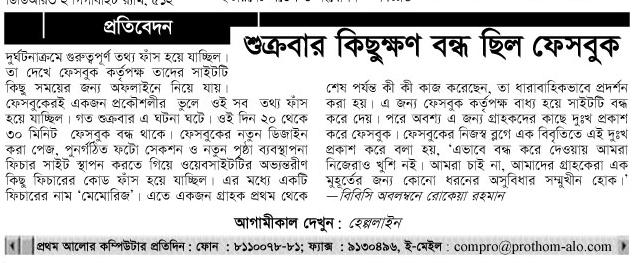 ডিডিআরও ২ গিগাবাইট র‍্যাম, ৫১২
প্রতিবেদন
শুক্রবার কিছুক্ষণ বন্ধ ছিল ফেসবুক
দুর্ঘটনাক্রমে গুরুত্বপূর্ণ তথ্য ফাঁস হয়ে যাচ্ছিল।
তা দেখে ফেসবুক কর্তৃপক্ষ তাদের সাইটটি
কিছু সময়ের জন্য অফলাইনে নিয়ে যায়।
ফেসবুকেরই একজন প্রকৌশলীর ভুলে ওই সব তথ্য ফাঁস
হয়ে যাচ্ছিল। গত শুক্রবার এ ঘটনা ঘটে। ওই দিন ২০ থেকে
৩০ মিনিট ফেসবুক বন্ধ থাকে। ফেসবুকের নতুন ডিজাইন
করা পেজ, পুনর্গঠিত ফটো সেকশন ও নতুন পৃষ্ঠা ব্যবস্থাপনা
ফিচার সাইট স্থাপন করতে গিয়ে ওয়েবসাইটটির অভ্যন্তরীণ
কিছু ফিচারের কোড ফাঁস হয়ে যাচ্ছিল। এর মধ্যে একটি
ফিচারের নাম ‘মেমোরিজ’। এতে একজন গ্রাহক প্রথম থেকে
শেষ পর্যন্ত কী কী কাজ করেছেন, তা ধারাবাহিকভাবে প্রদর্শন
করা হয়। এ জন্য ফেসবুক কর্তৃপক্ষ বাধ্য হয়ে সাইটটি বন্ধ
করে দেয়। পরে অবশ্য এ জন্য গ্রাহকদের কাছে দুঃখ প্রকাশ
করে ফেসবুক। ফেসবুকের নিজস্ব ব্লগে এক বিবৃতিতে এই দুঃখ
প্রকাশ করে বলা হয়, ‘এভাবে বন্ধ করে দেওয়ায় আমরা
নিজেরাও খুশি নই। আমরা চাই না, আমাদের গ্রাহকেরা এক
মুহূর্তের জন্য কোনো ধরনের অসুবিধার সম্মুখীন হোক।’
—বিবিসি অবলম্বনে রোকেয়া রহমান
আগামীকাল দেখুন : হেল্পলাইন
প্রথম আলোর কম্পিউটার প্রতিদিন : ফোন : ৮১১০০৭৮-৮১; ফ্যাক্স : ৯১৩০৪৯৬, ই-মেইল : compro@prothom-alo.com